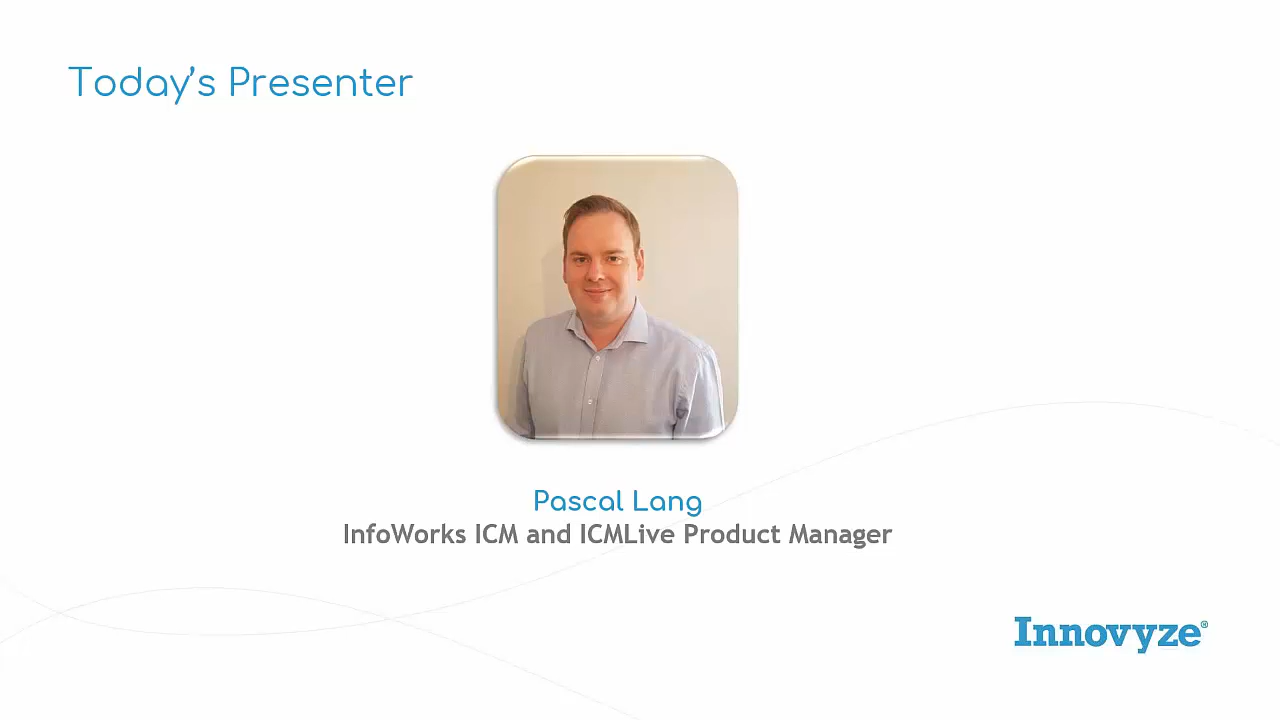 Today's Presenter
Pascal Lang
InfoWorks ICM and ICMLive Product Manager
Innovyze®